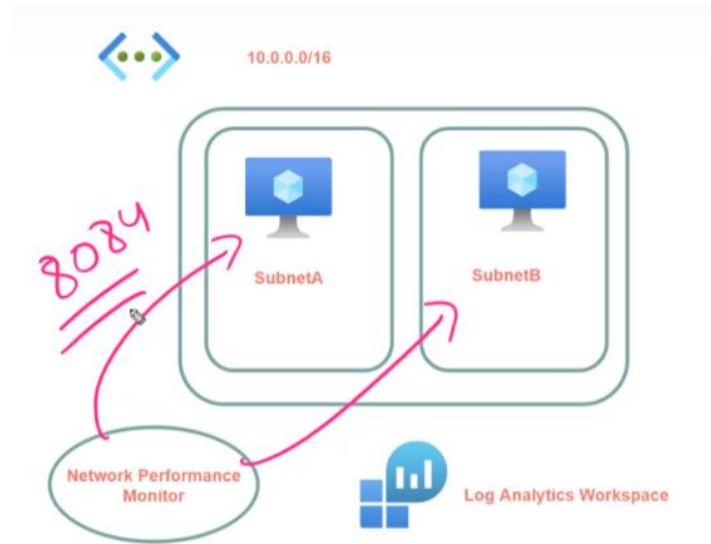 10.0.0.0/16
8084
SubnetA
SubnetB
Network Performance
Monitor
Log Analytics Workspace